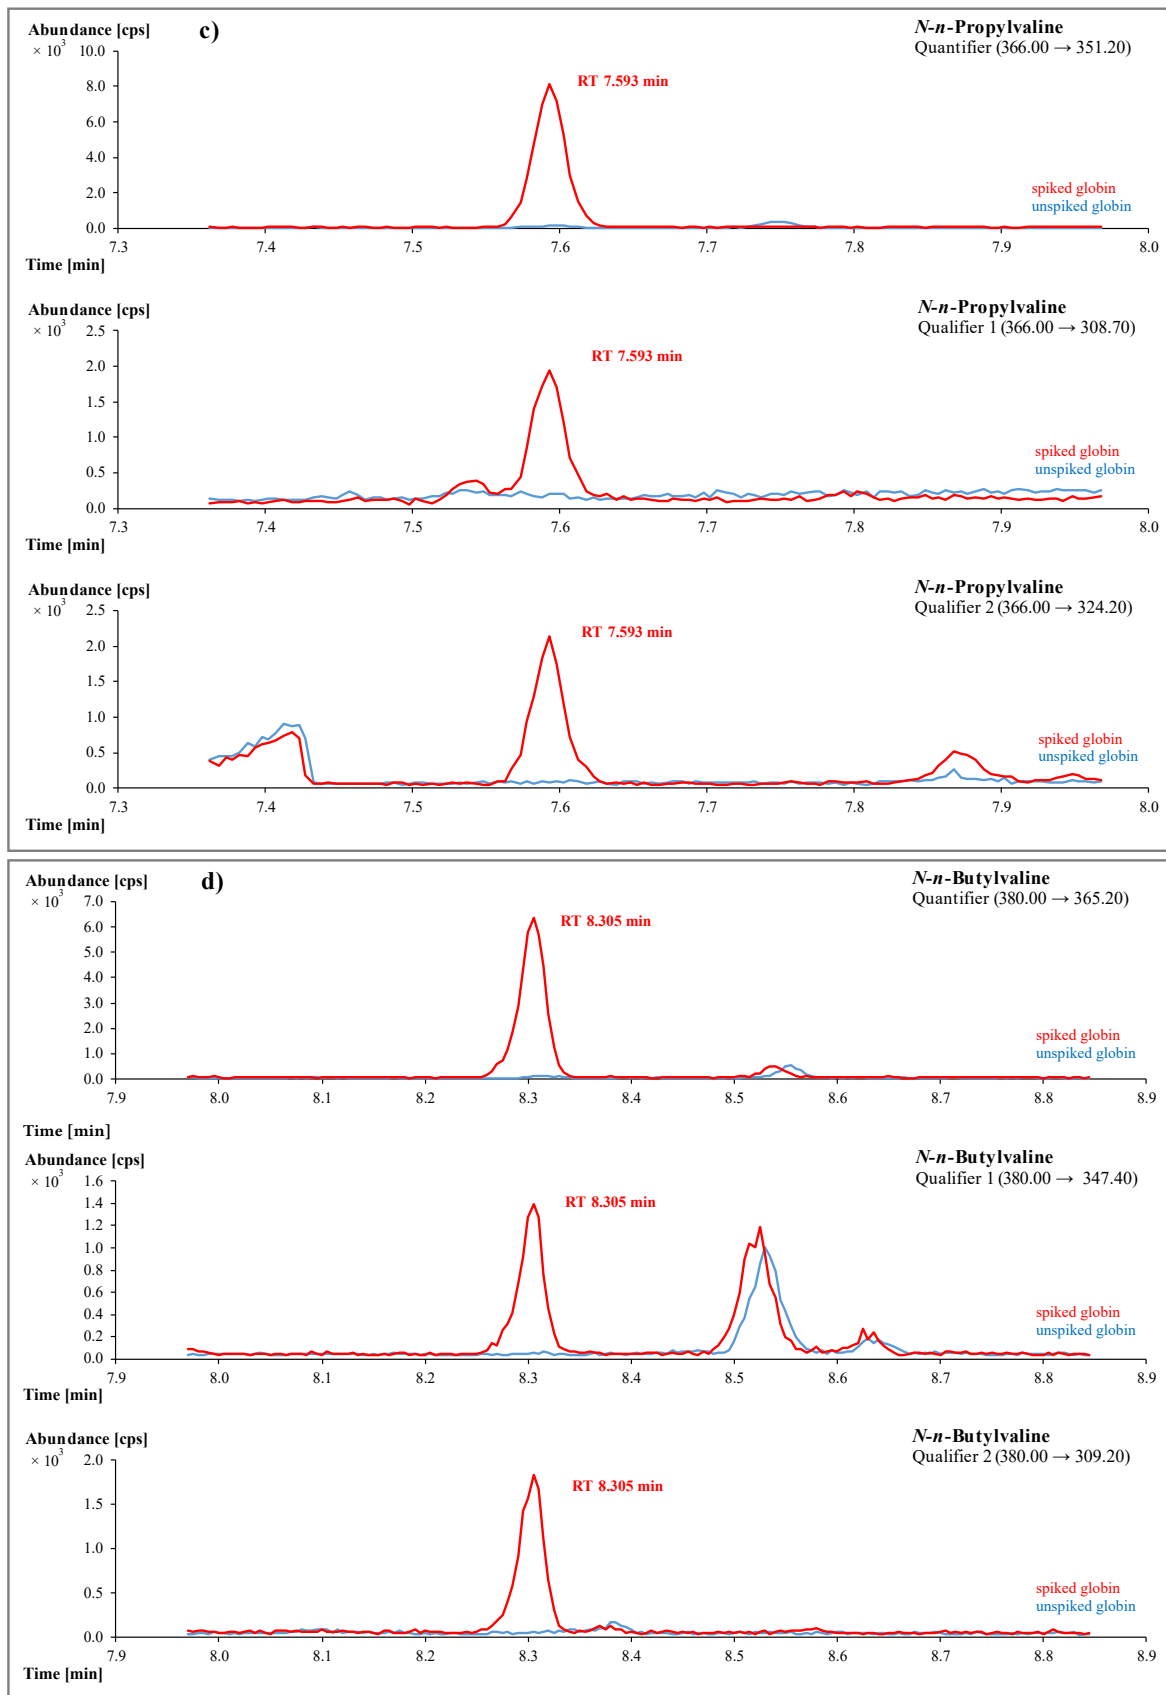 Abundance [cps]
c)
N-n-Propylvaline
× 10³
Quantifier (366.00 → 351.20)
10.0
8.0
RT 7.593 min
6.0
4.0
2.0
spiked globin
unspiked globin
0.0
7.3 7.4 7.5 7.6 7.7 7.8 7.9 8.0
Time [min]
Abundance [cps]
N-n-Propylvaline
× 10³
Qualifier 1 (366.00 → 308.70)
2.5
RT 7.593 min
2.0
1.5
1.0
spiked globin
unspiked globin
0.5
0.0
7.3 7.4 7.5 7.6 7.7 7.8 7.9 8.0
Time [min]
Abundance [cps]
N-n-Propylvaline
× 10³
Qualifier 2 (366.00 → 324.20)
2.5
RT 7.593 min
2.0
1.5
1.0
spiked globin
unspiked globin
0.5
0.0
7.3 7.4 7.5 7.6 7.7 7.8 7.9 8.0
Time [min]
Abundance [cps]
d)
N-n-Butylvaline
× 10³
Quantifier (380.00 → 365.20)
7.0
RT 8.305 min
6.0
5.0
4.0
3.0
2.0
spiked globin
1.0
unspiked globin
0.0
7.9 8.0 8.1 8.2 8.3 8.4 8.5 8.6 8.7 8.8 8.9
Time [min]
Abundance [cps]
N-n-Butylvaline
× 10³
Qualifier 1 (380.00 → 347.40)
1.6
RT 8.305 min
1.4
1.2
1.0
0.8
0.6
0.4
spiked globin
unspiked globin
0.2
0.0
7.9 8.0 8.1 8.2 8.3 8.4 8.5 8.6 8.7 8.8 8.9
Time [min]
Abundance [cps]
N-n-Butylvaline
× 10³
Qualifier 2 (380.00 → 309.20)
2.0
RT 8.305 min
1.5
1.0
spiked globin
0.5
unspiked globin
0.0
7.9 8.0 8.1 8.2 8.3 8.4 8.5 8.6 8.7 8.8 8.9
Time [min]